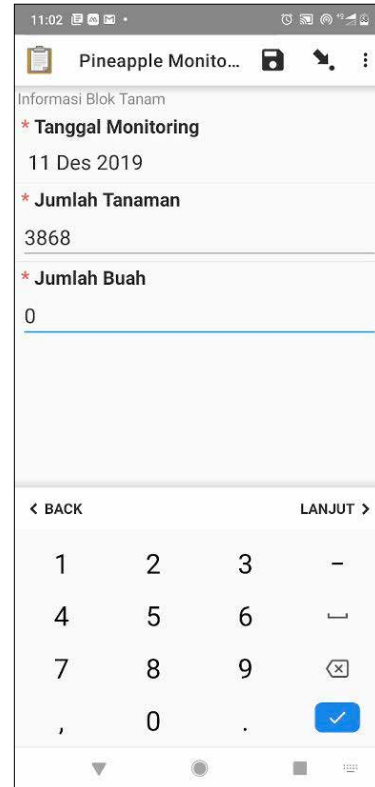 11:02
Pineapple Monito...
Informasi Blok Tanam
* Tanggal Monitoring
11 Des 2019
* Jumlah Tanaman
3868
* Jumlah Buah
0
< BACK LANJUT >
1 2 3 –
4 5 6
7 8 9
, 0 .